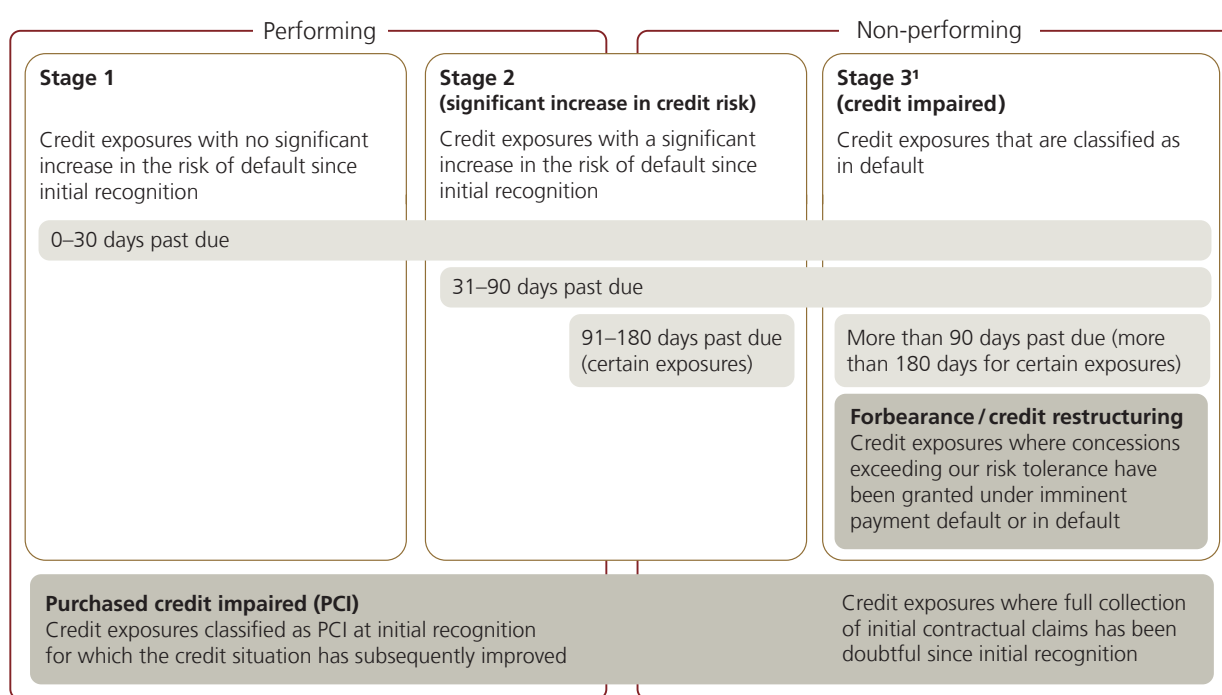 Performing
Non-performing
Stage 1
Credit exposures with no significant
increase in the risk of default since
initial recognition
Stage 2
(significant increase in credit risk)
Credit exposures with a significant
increase in the risk of default since
initial recognition
Stage 3¹
(credit impaired)
Credit exposures that are classified as
in default
0–30 days past due
31–90 days past due
91–180 days past due
(certain exposures)
More than 90 days past due (more
than 180 days for certain exposures)
Forbearance / credit restructuring
Credit exposures where concessions
exceeding our risk tolerance have
been granted under imminent
payment default or in default
Purchased credit impaired (PCI)
Credit exposures classified as PCI at initial recognition
for which the credit situation has subsequently improved
Credit exposures where full collection
of initial contractual claims has been
doubtful since initial recognition